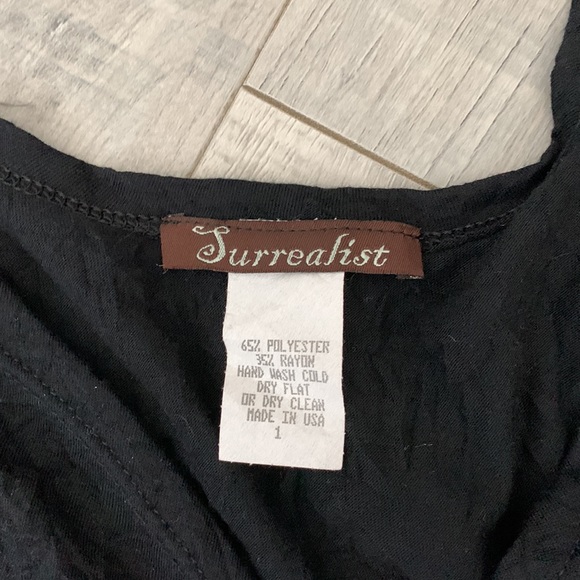 Surrealist
65% POLYESTER
35% RAYON
HAND WASH COLD
DRY FLAT
OR DRY CLEAN
MADE IN USA
1